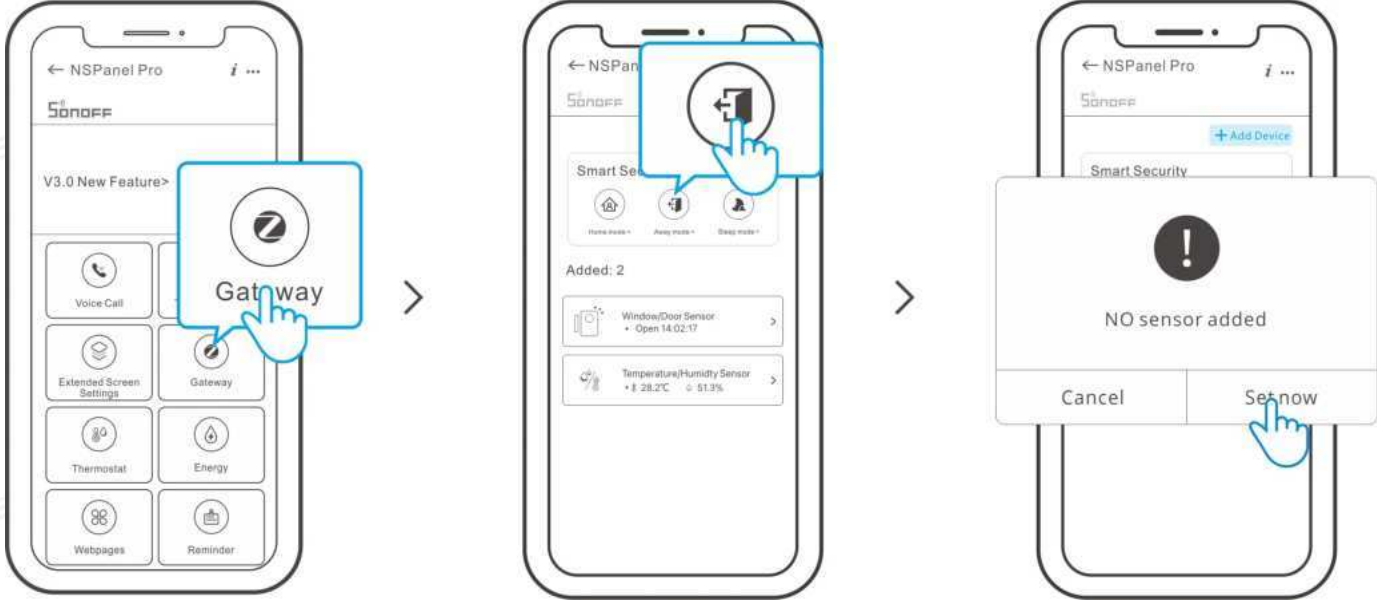 ← NSPanel Pro i ...
SONOFF
V3.0 New Feature>
Gateway
Voice Call
Extended Screen
Settings
Gateway
Thermostat
Energy
Webpages
Reminder
>
← NSPan
SONOFF
Smart Sec
Home mode
Away mode
Sleep mode
Added: 2
Window/Door Sensor
• Open 14:02:17
Temperature/Humidty Sensor
28.2℃ 51.3%
>
← NSPanel Pro i ...
SONOFF
+ Add Device
Smart Security
NO sensor added
Cancel
Set now